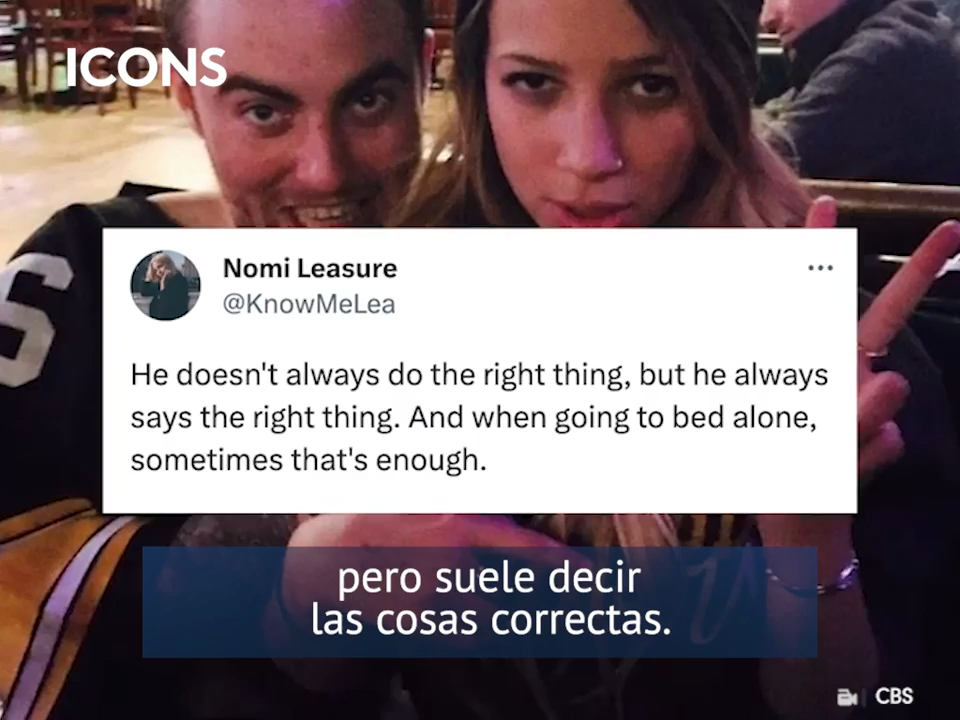 ICONS
Nomi Leasure
@KnowMeLea
He doesn't always do the right thing, but he always
says the right thing. And when going to bed alone,
sometimes that's enough.
pero suele decir
las cosas correctas.
CBS